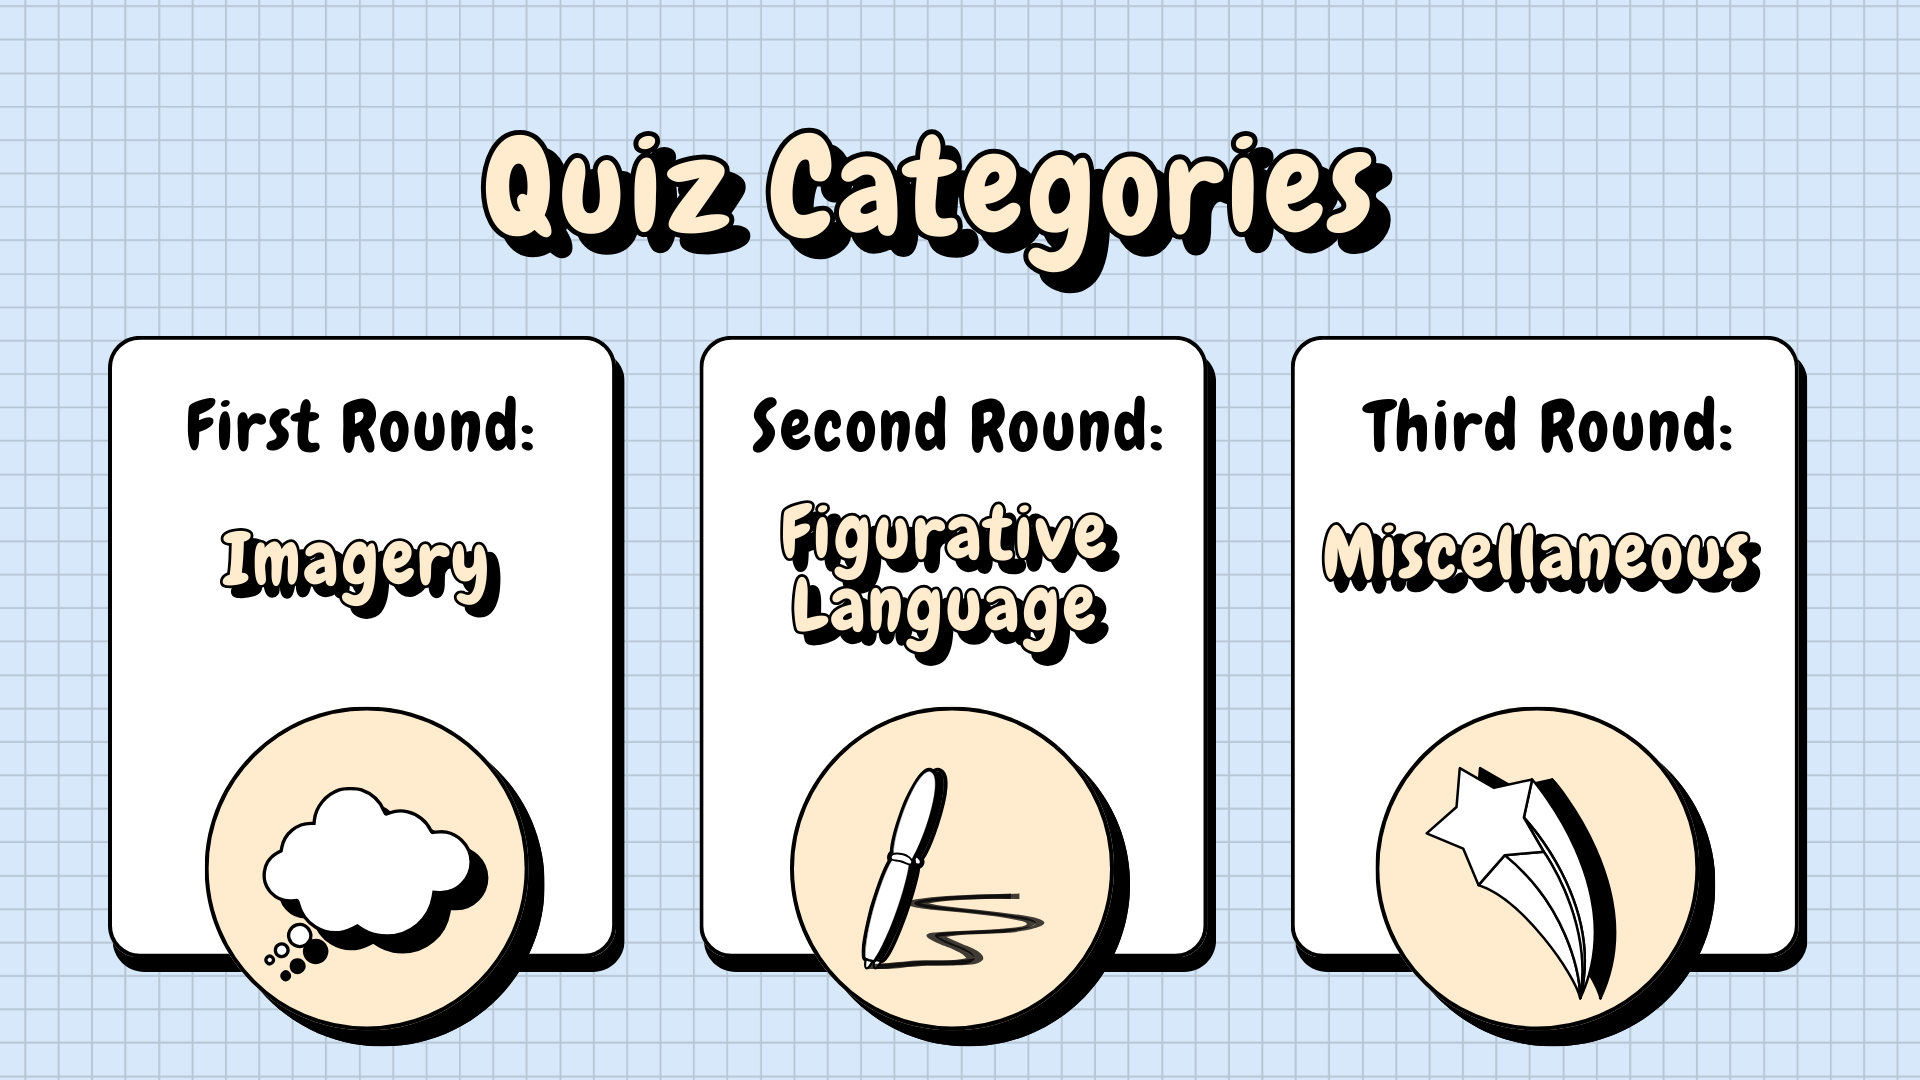 Quiz Categories
First Round:
Imagery
Second Round:
Figurative
Language
Third Round:
Miscellaneous